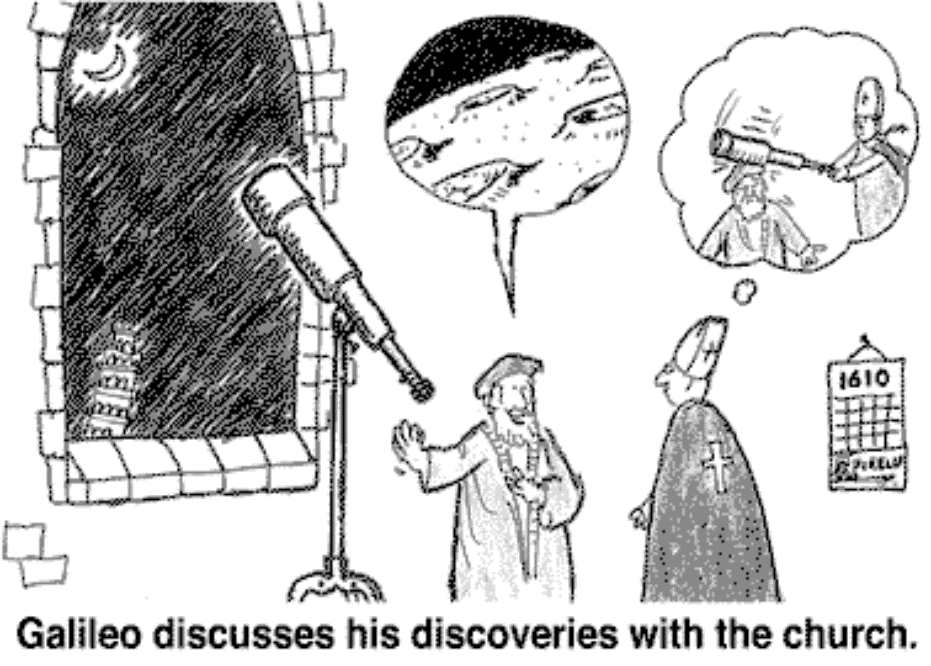 1610
Galileo discusses his discoveries with the church.